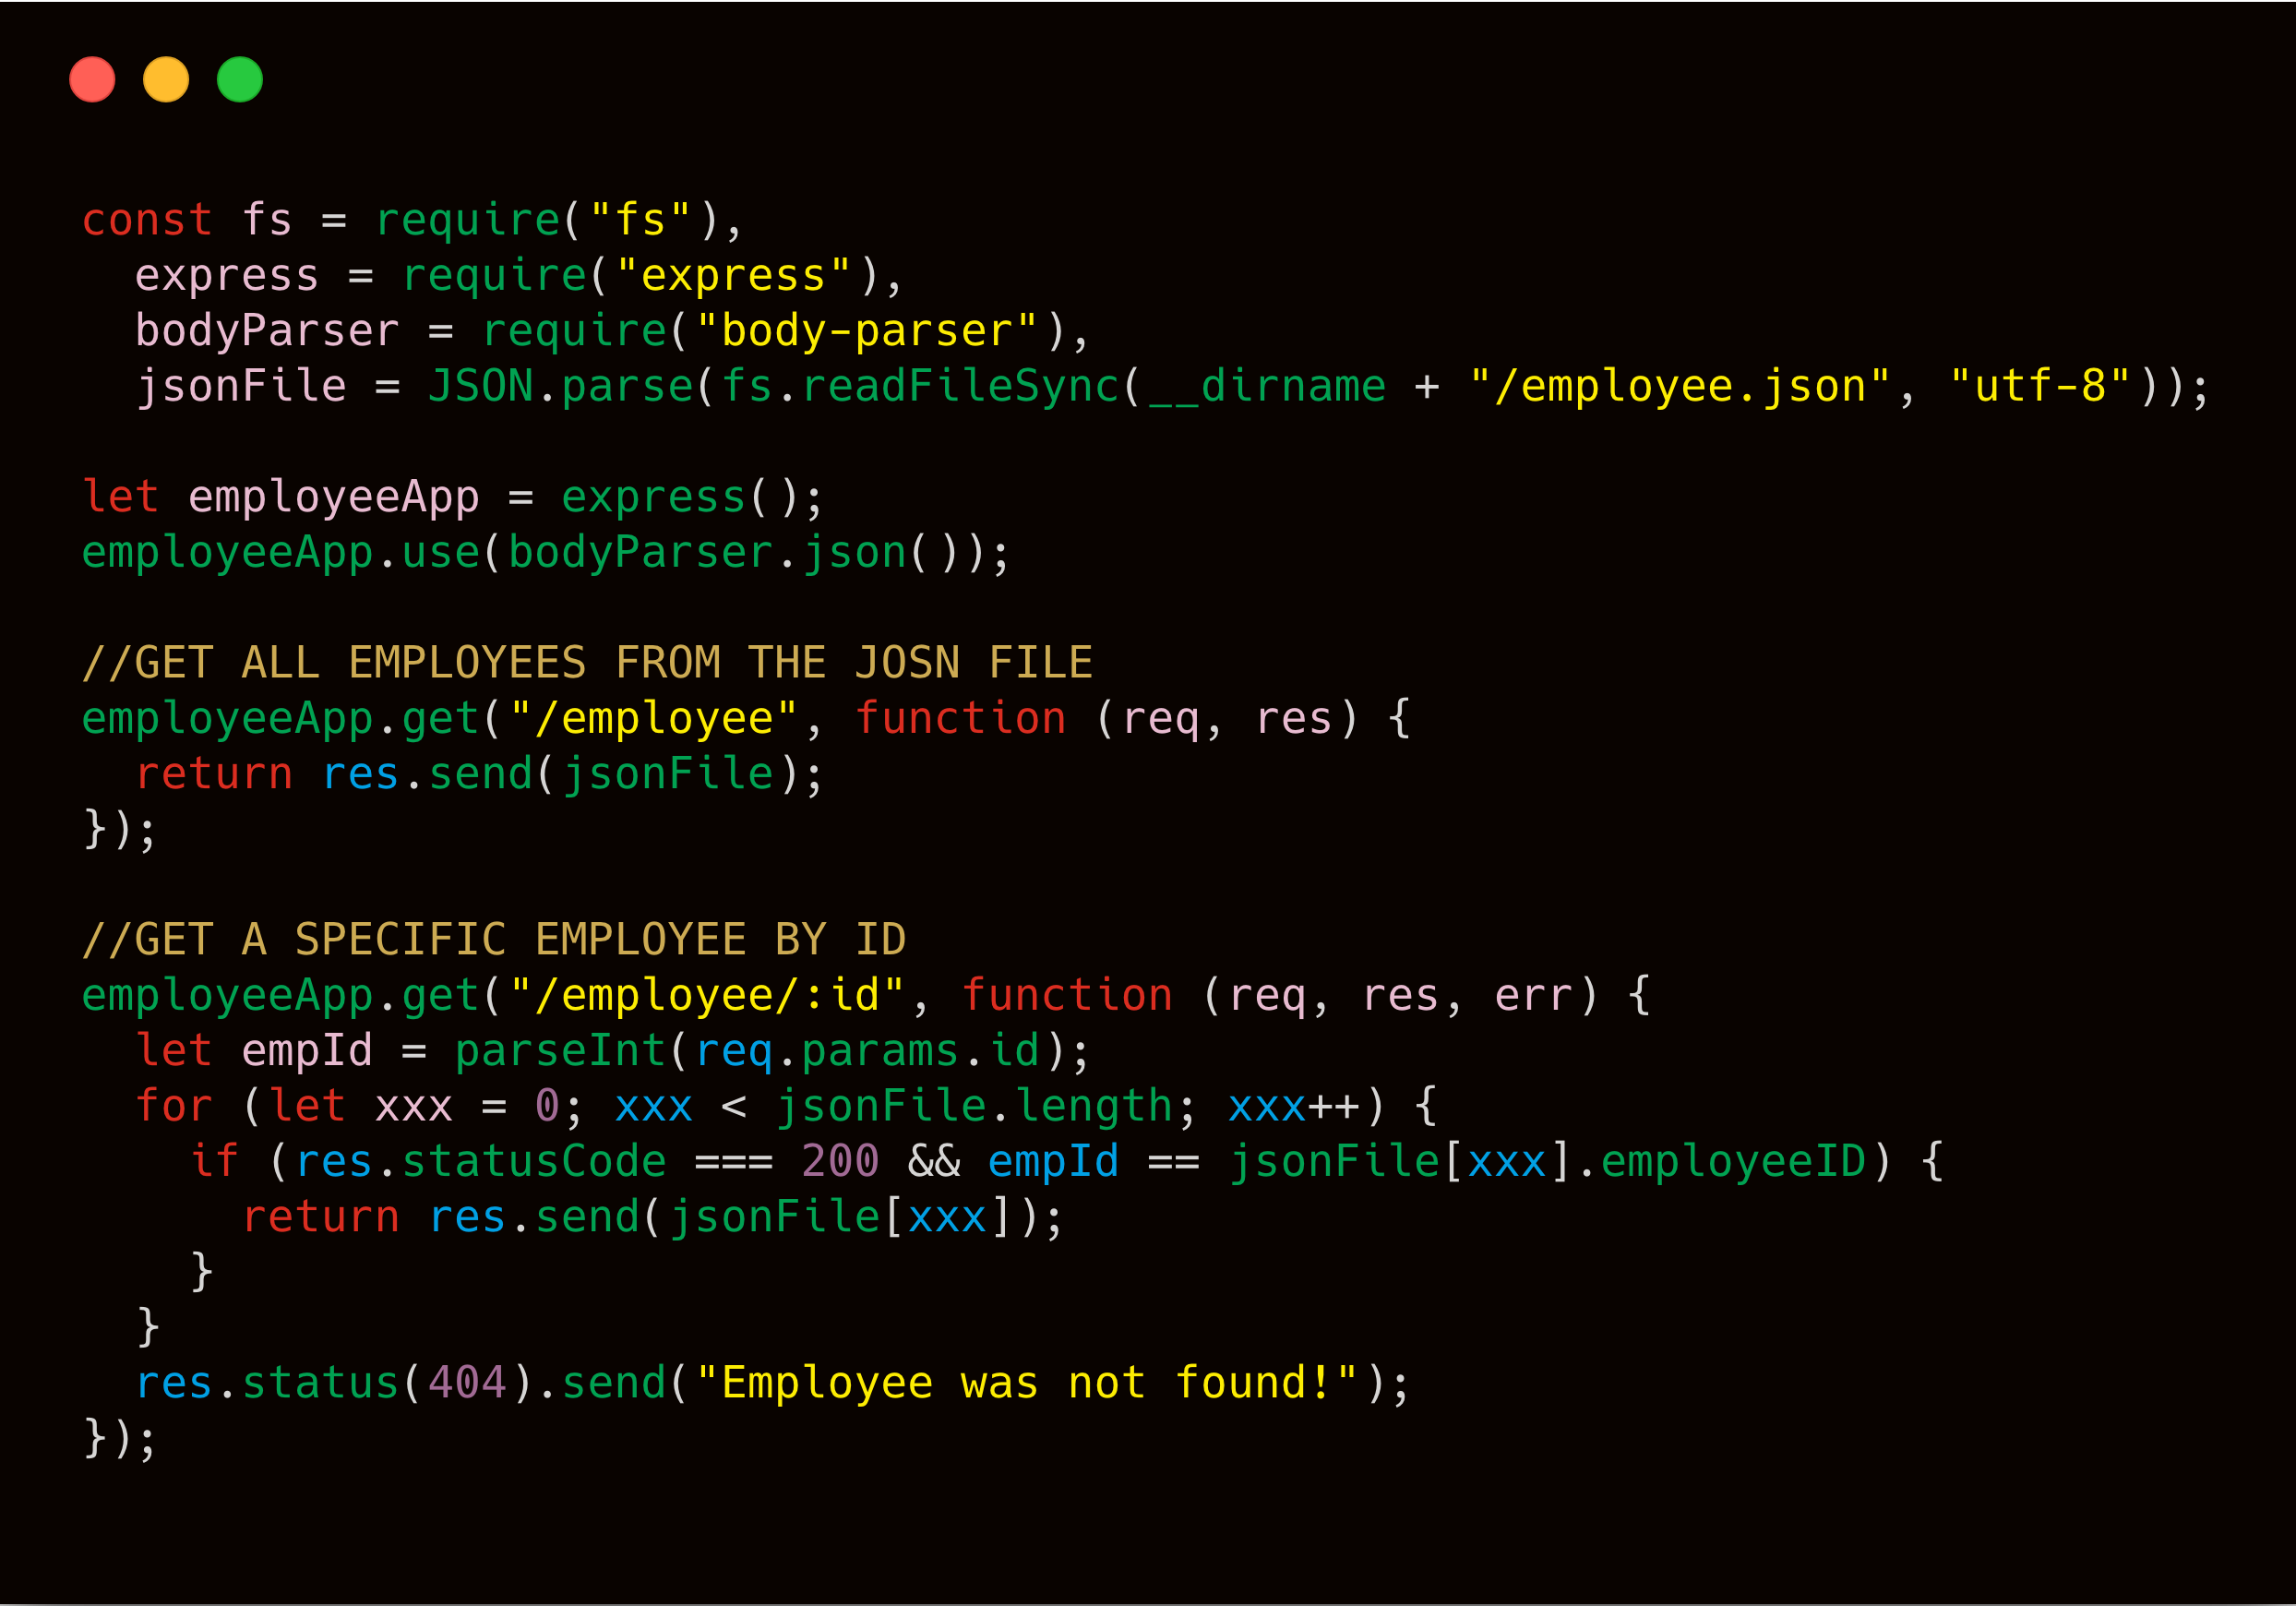 const fs = require("fs"),
  express = require("express"),
  bodyParser = require("body-parser"),
  jsonFile = JSON.parse(fs.readFileSync(__dirname + "/employee.json", "utf-8"));

let employeeApp = express();
employeeApp.use(bodyParser.json());

//GET ALL EMPLOYEES FROM THE JOSN FILE
employeeApp.get("/employee", function (req, res) {
  return res.send(jsonFile);
});

//GET A SPECIFIC EMPLOYEE BY ID
employeeApp.get("/employee/:id", function (req, res, err) {
  let empId = parseInt(req.params.id);
  for (let xxx = 0; xxx < jsonFile.length; xxx++) {
    if (res.statusCode === 200 && empId == jsonFile[xxx].employeeID) {
      return res.send(jsonFile[xxx]);
    }
  }
  res.status(404).send("Employee was not found!");
});